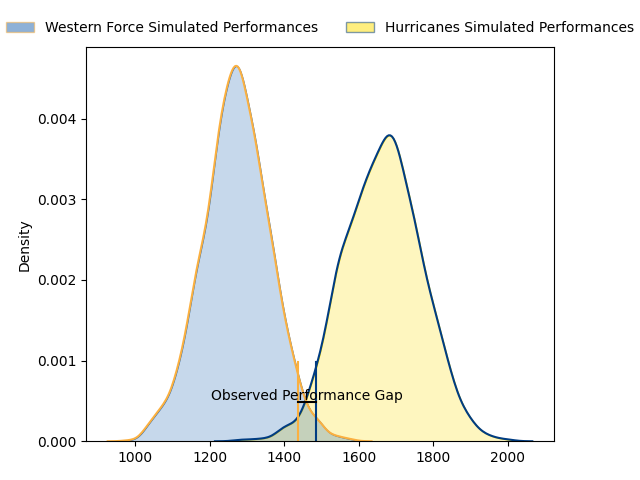 Western Force Simulated Performances
Hurricanes Simulated Performances
Density
0.004
0.003
0.002
0.001
0.000
Observed Performance Gap
1000 1200 1400 1600 1800 2000